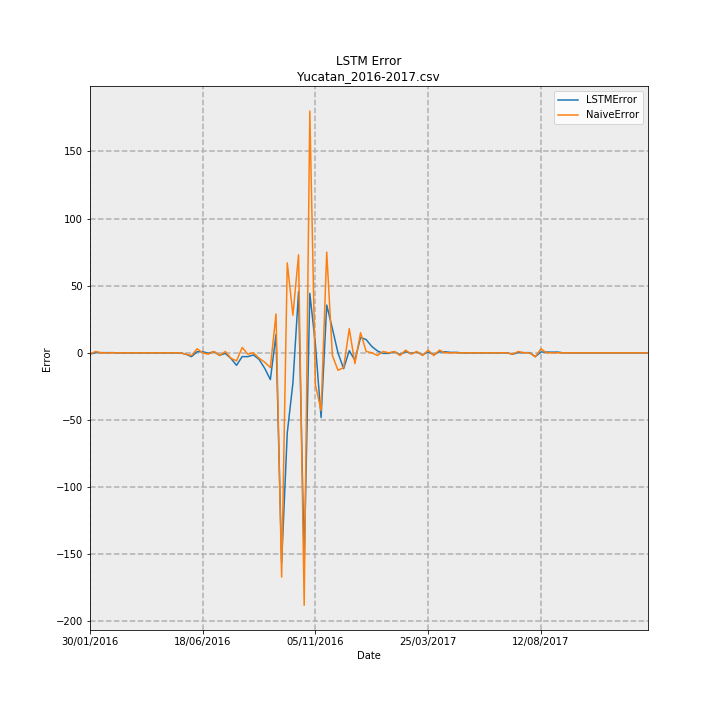 LSTM Error
Yucatan_2016-2017.csv
LSTMError
NaiveError
150
100
50
0
−50
−100
−150
−200
Error
30/01/2016
18/06/2016
05/11/2016
25/03/2017
12/08/2017
Date